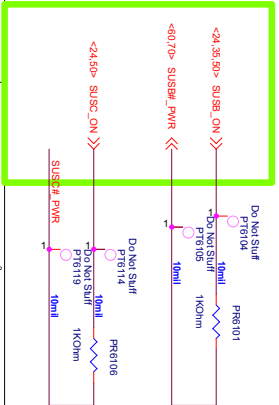 <24,35,50> SUSB_ON
<60,70> SUSB#_PWR
<24,50> SUSC_ON
SUSC#_PWR
1
PT6104
Do Not Stuff
10mil
PR6101
1KOhm
1
PT6105
Do Not Stuff
10mil
1
PT6114
Do Not Stuff
10mil
PR6106
1KOhm
1
PT6119
Do Not Stuff
10mil